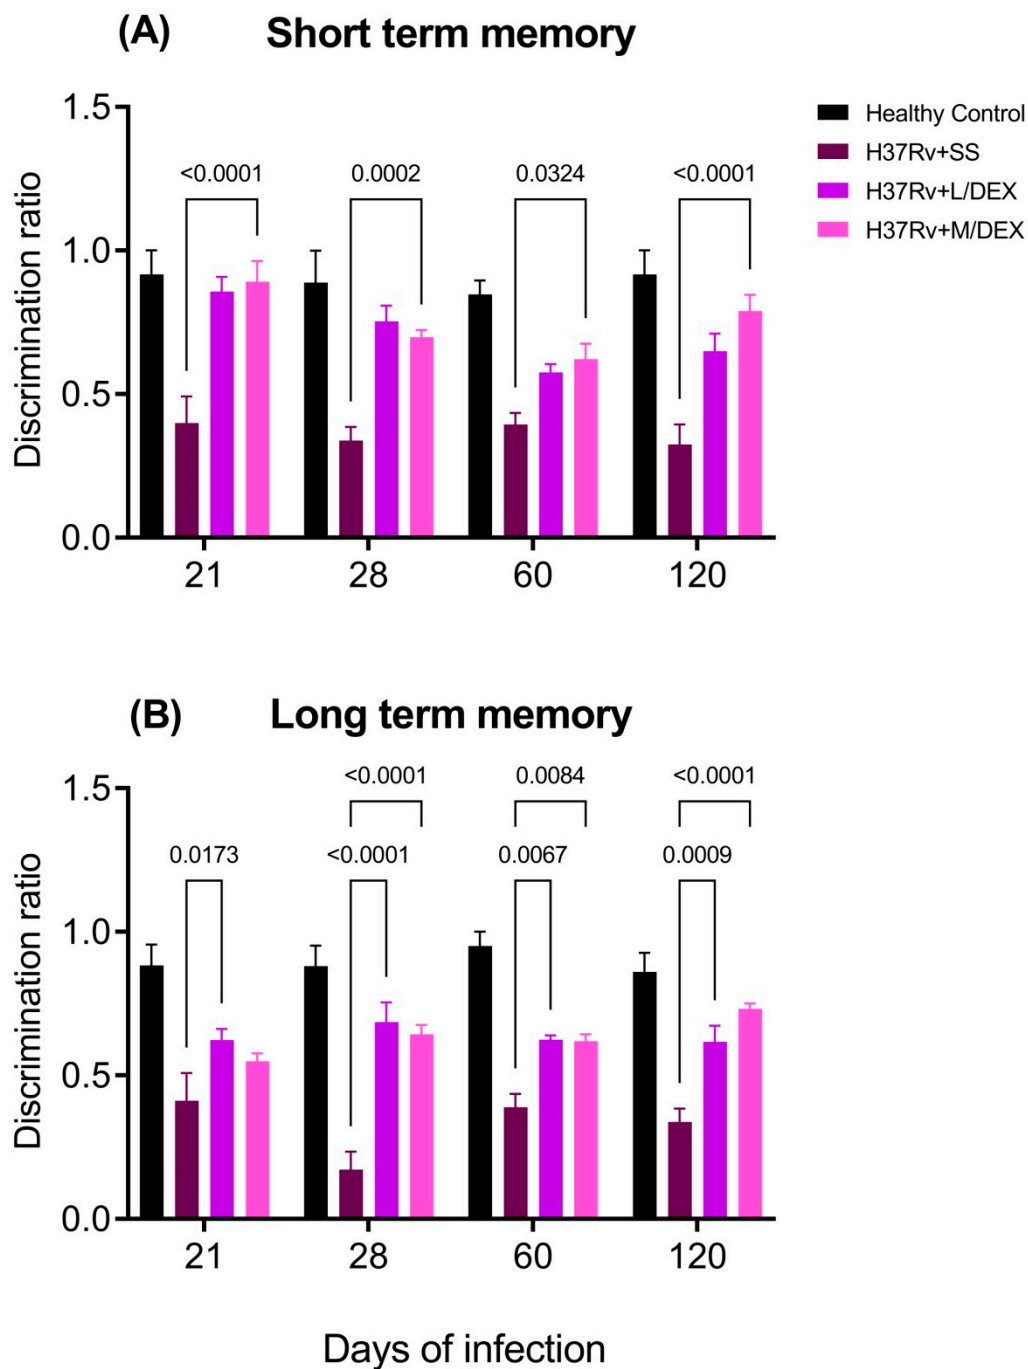 (A) Short term memory
1.5
1.0
0.5
0.0
Discrimination ratio
<0.0001 0.0002 0.0324 <0.0001
21 28 60 120
Healthy Control
H37Rv+SS
H37Rv+L/DEX
H37Rv+M/DEX
(B) Long term memory
1.5
1.0
0.5
0.0
Discrimination ratio
<0.0001 0.0084 <0.0001
0.0173 <0.0001 0.0067 0.0009
21 28 60 120
Days of infection